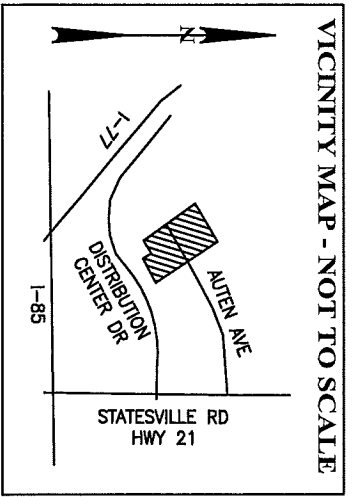 VICINITY MAP - NOT TO SCALE
N
I-77
AUTEN AVE
DISTRIBUTION
CENTER DR
I-85
STATESVILLE RD
HWY 21